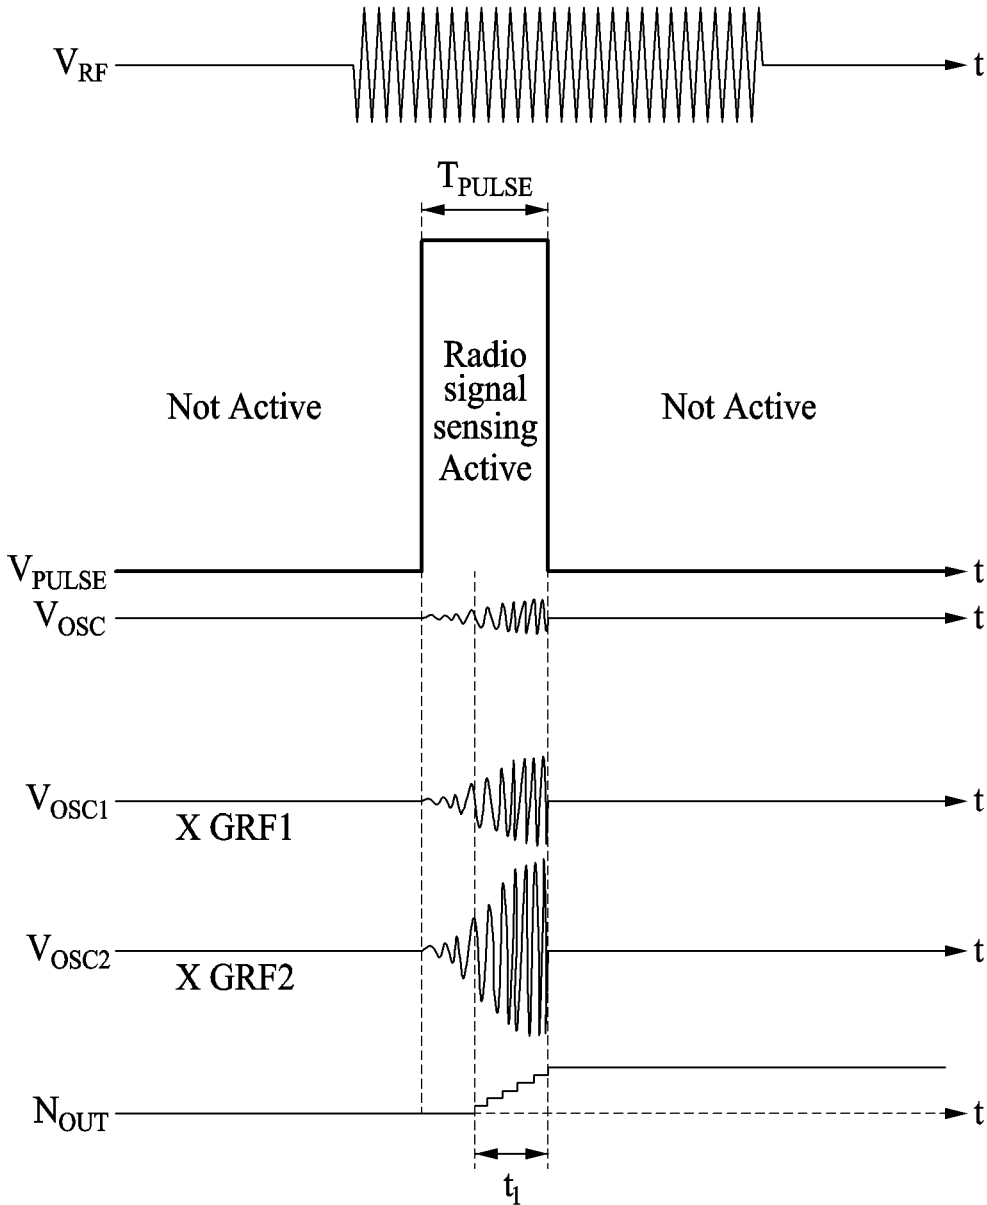 V_RF t
T_PULSE
Radio
signal
sensing
Active
Not Active
Not Active
V_PULSE t
V_OSC t
V_OSC1 t
X GRF1
V_OSC2 t
X GRF2
N_OUT t
t_1